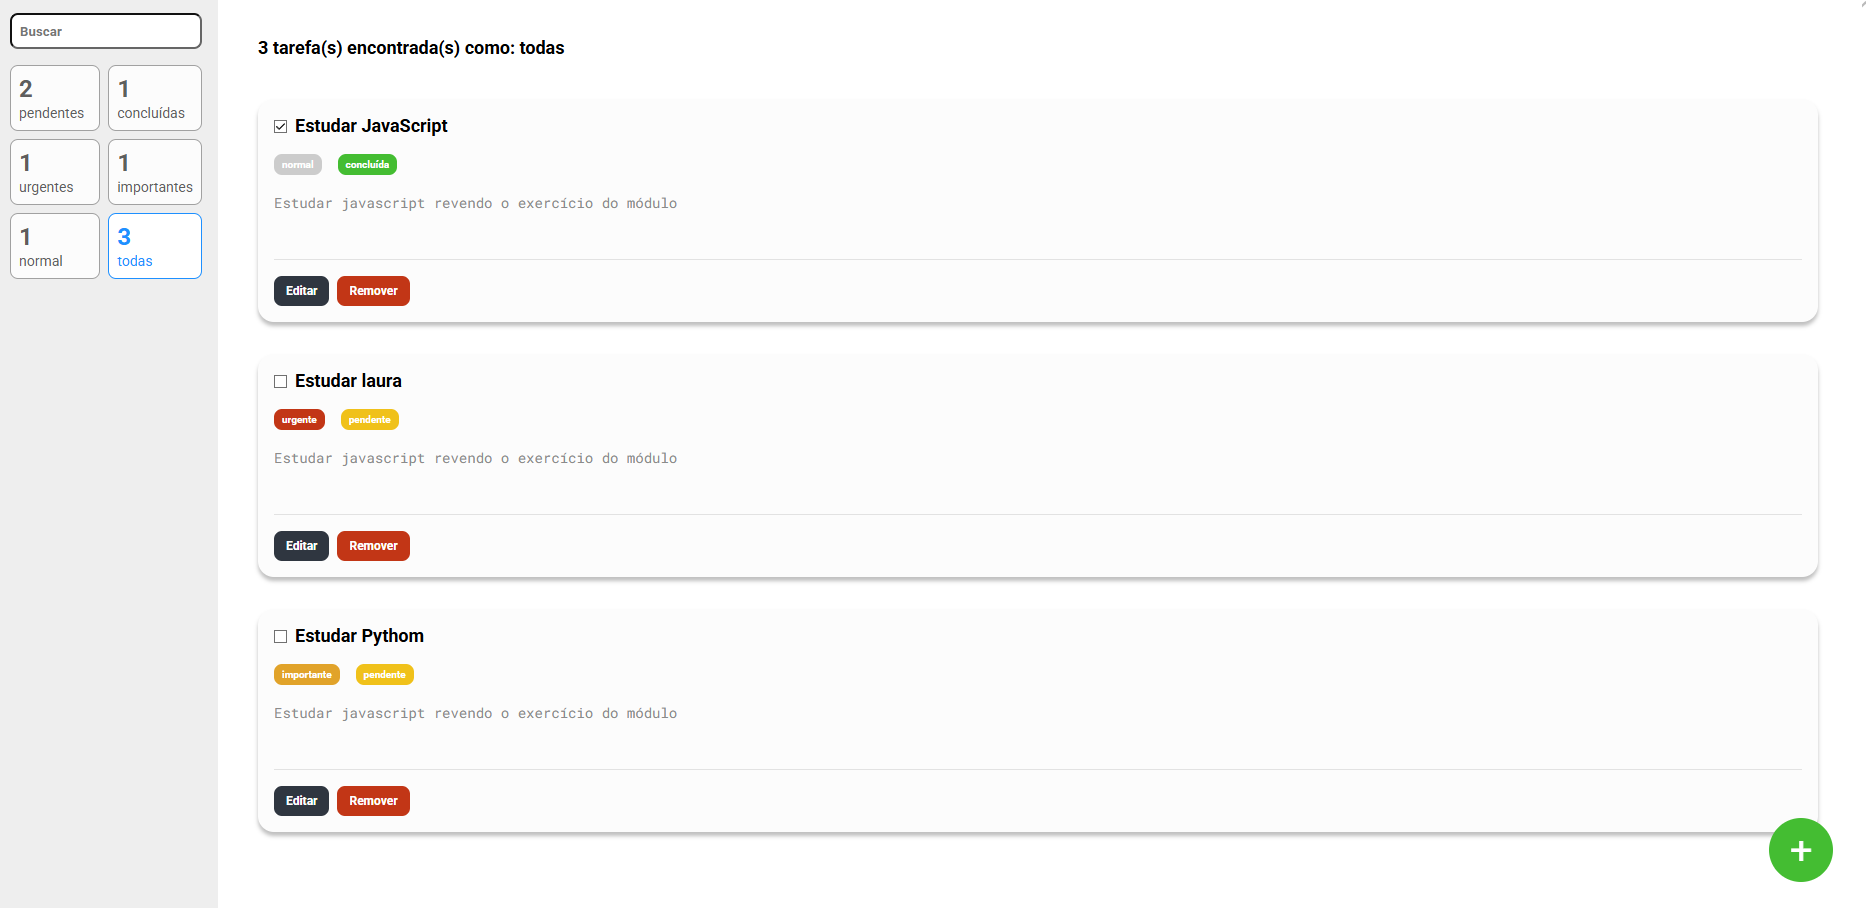 Buscar
2
pendentes
1
concluídas
1
urgentes
1
importantes
1
normal
3
todas
3 tarefa(s) encontrada(s) como: todas
Estudar JavaScript
normal concluída
Estudar javascript revendo o exercício do módulo
Editar Remover
Estudar laura
urgente pendente
Estudar javascript revendo o exercício do módulo
Editar Remover
Estudar Pythom
importante pendente
Estudar javascript revendo o exercício do módulo
Editar Remover
+